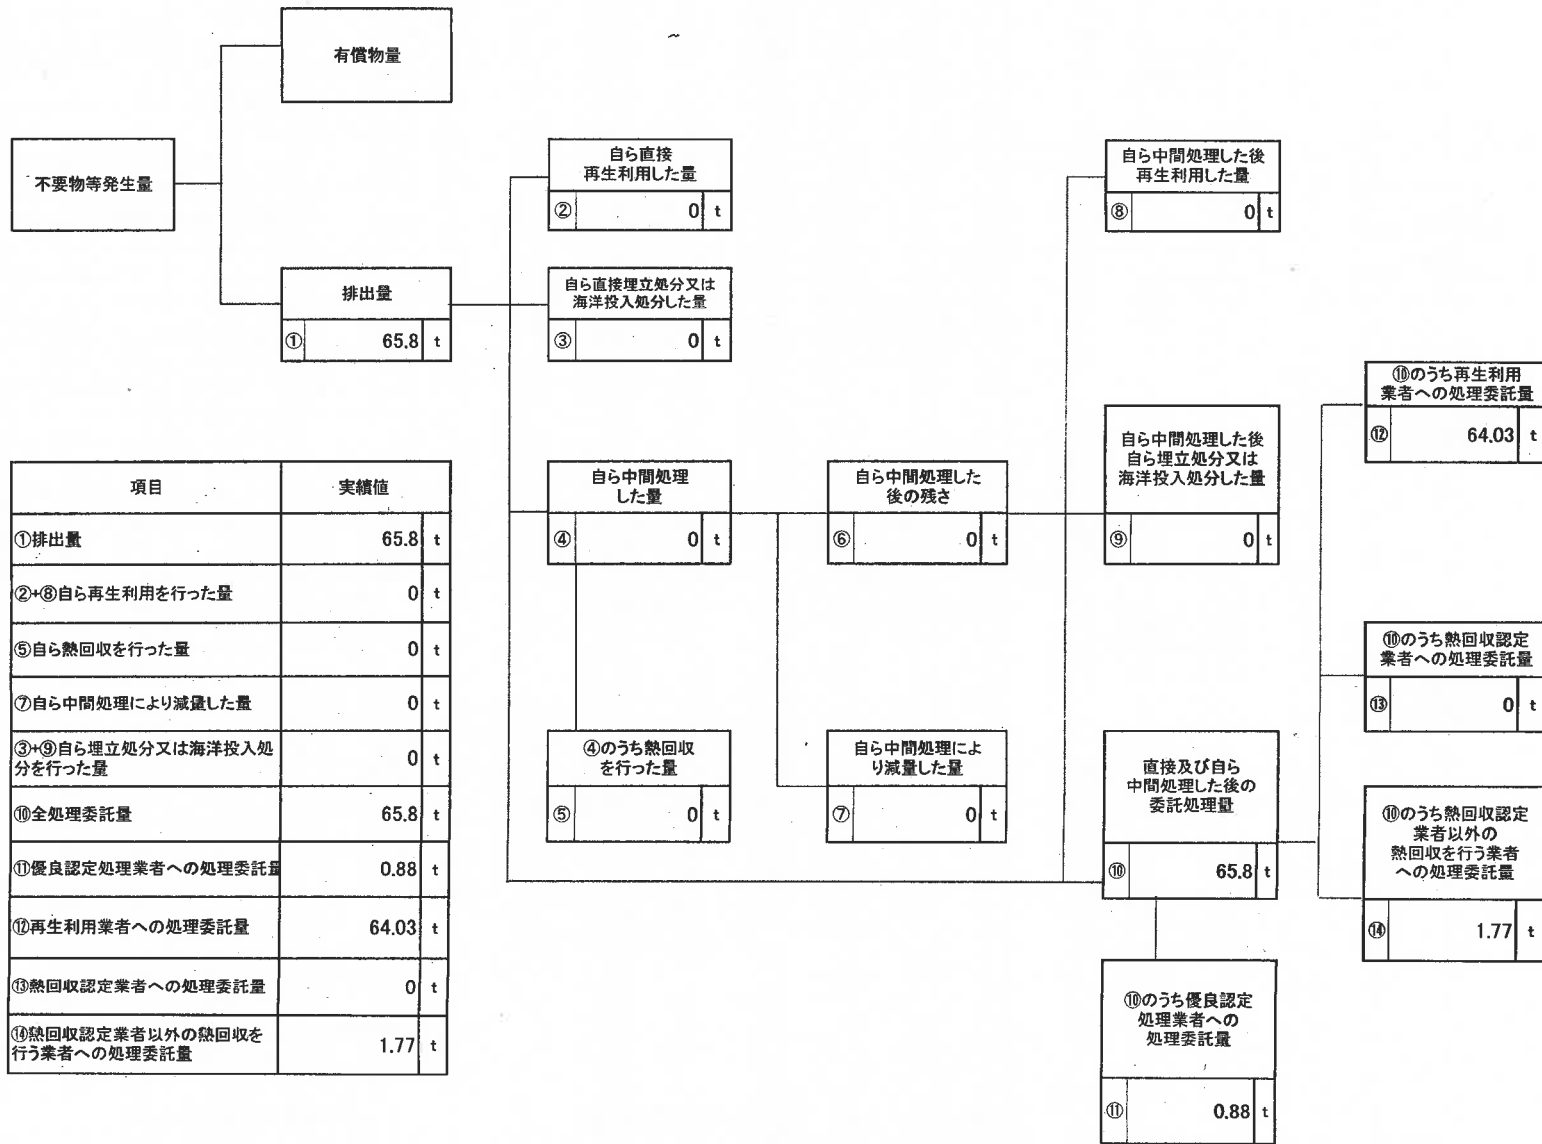 有償物量
不要物等発生量
排出量
① 65.8 t
自ら直接
再生利用した量
② 0 t
自ら直接埋立処分又は
海洋投入処分した量
③ 0 t
自ら中間処理した後
再生利用した量
⑧ 0 t
自ら中間処理
した量
④ 0 t
自ら中間処理した
後の残さ
⑥ 0 t
自ら中間処理した後
自ら埋立処分又は
海洋投入処分した量
⑨ 0 t
④のうち熱回収
を行った量
⑤ 0 t
自ら中間処理によ
り減量した量
⑦ 0 t
直接及び自ら
中間処理した後の
委託処理量
⑩ 65.8 t
⑩のうち優良認定
処理業者への
処理委託量
⑪ 0.88 t
⑩のうち再生利用
業者への処理委託量
⑫ 64.03 t
⑩のうち熱回収認定
業者への処理委託量
⑬ 0 t
⑩のうち熱回収認定
業者以外の
熱回収を行う業者
への処理委託量
⑭ 1.77 t
項目 実績値
①排出量 65.8 t
②+⑧自ら再生利用を行った量 0 t
⑤自ら熱回収を行った量 0 t
⑦自ら中間処理により減量した量 0 t
③+⑨自ら埋立処分又は海洋投入処
分を行った量 0 t
⑩全処理委託量 65.8 t
⑪優良認定処理業者への処理委託量 0.88 t
⑫再生利用業者への処理委託量 64.03 t
⑬熱回収認定業者への処理委託量 0 t
⑭熱回収認定業者以外の熱回収を
行う業者への処理委託量 1.77 t